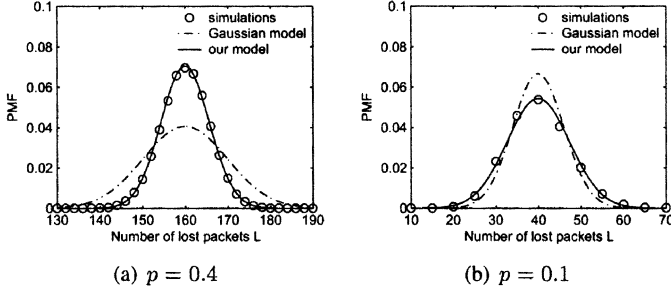 0.1
0.08
0.06
0.04
0.02
0
PMF
simulations
Gaussian model
our model
130 140 150 160 170 180 190
Number of lost packets L
(a) p = 0.4
0.1
0.08
0.06
0.04
0.02
0
PMF
simulations
Gaussian model
our model
10 20 30 40 50 60 70
Number of lost packets L
(b) p = 0.1